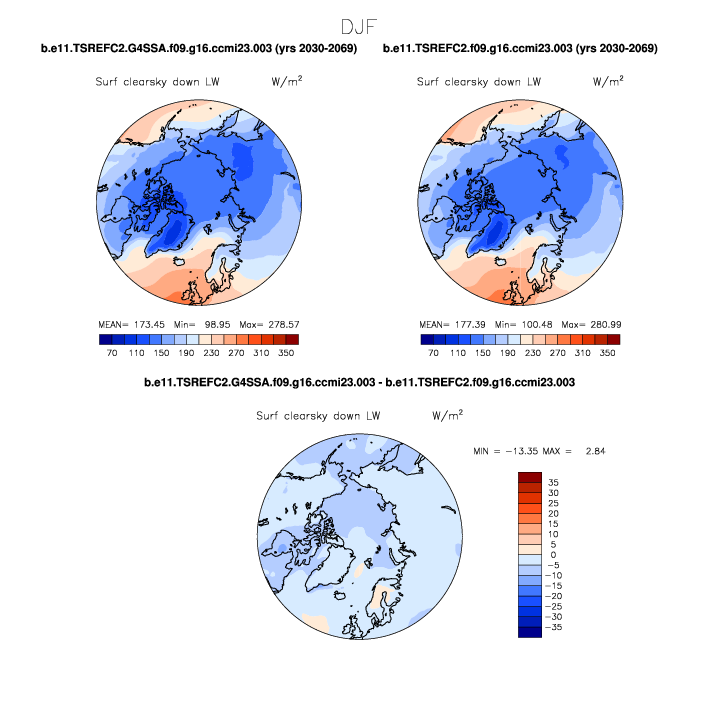 DJF
b.e11.TSREFC2.G4SSA.f09.g16.ccmi23.003 (yrs 2030-2069) b.e11.TSREFC2.f09.g16.ccmi23.003 (yrs 2030-2069)
Surf clearsky down LW W/m² Surf clearsky down LW W/m²
MEAN= 173.45 Min= 98.95 Max= 278.57 MEAN= 177.39 Min= 100.48 Max= 280.99
70 110 150 190 230 270 310 350 70 110 150 190 230 270 310 350
b.e11.TSREFC2.G4SSA.f09.g16.ccmi23.003 - b.e11.TSREFC2.f09.g16.ccmi23.003
Surf clearsky down LW W/m²
MIN = −13.35 MAX = 2.84
35
30
25
20
15
10
5
0
−5
−10
−15
−20
−25
−30
−35